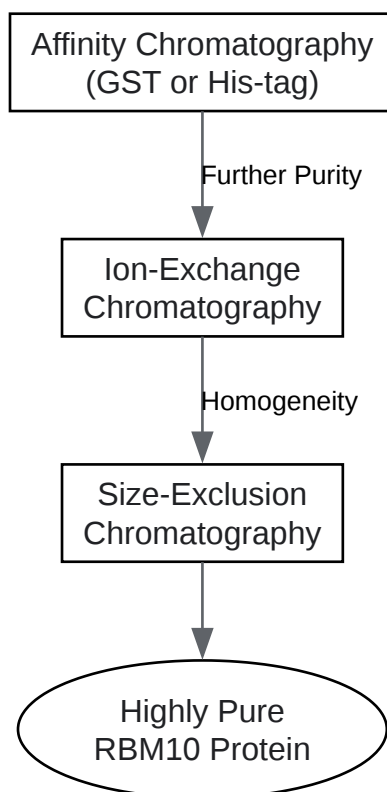 Affinity Chromatography
(GST or His-tag)
Further Purity
Ion-Exchange
Chromatography
Homogeneity
Size-Exclusion
Chromatography
Highly Pure
RBM10 Protein